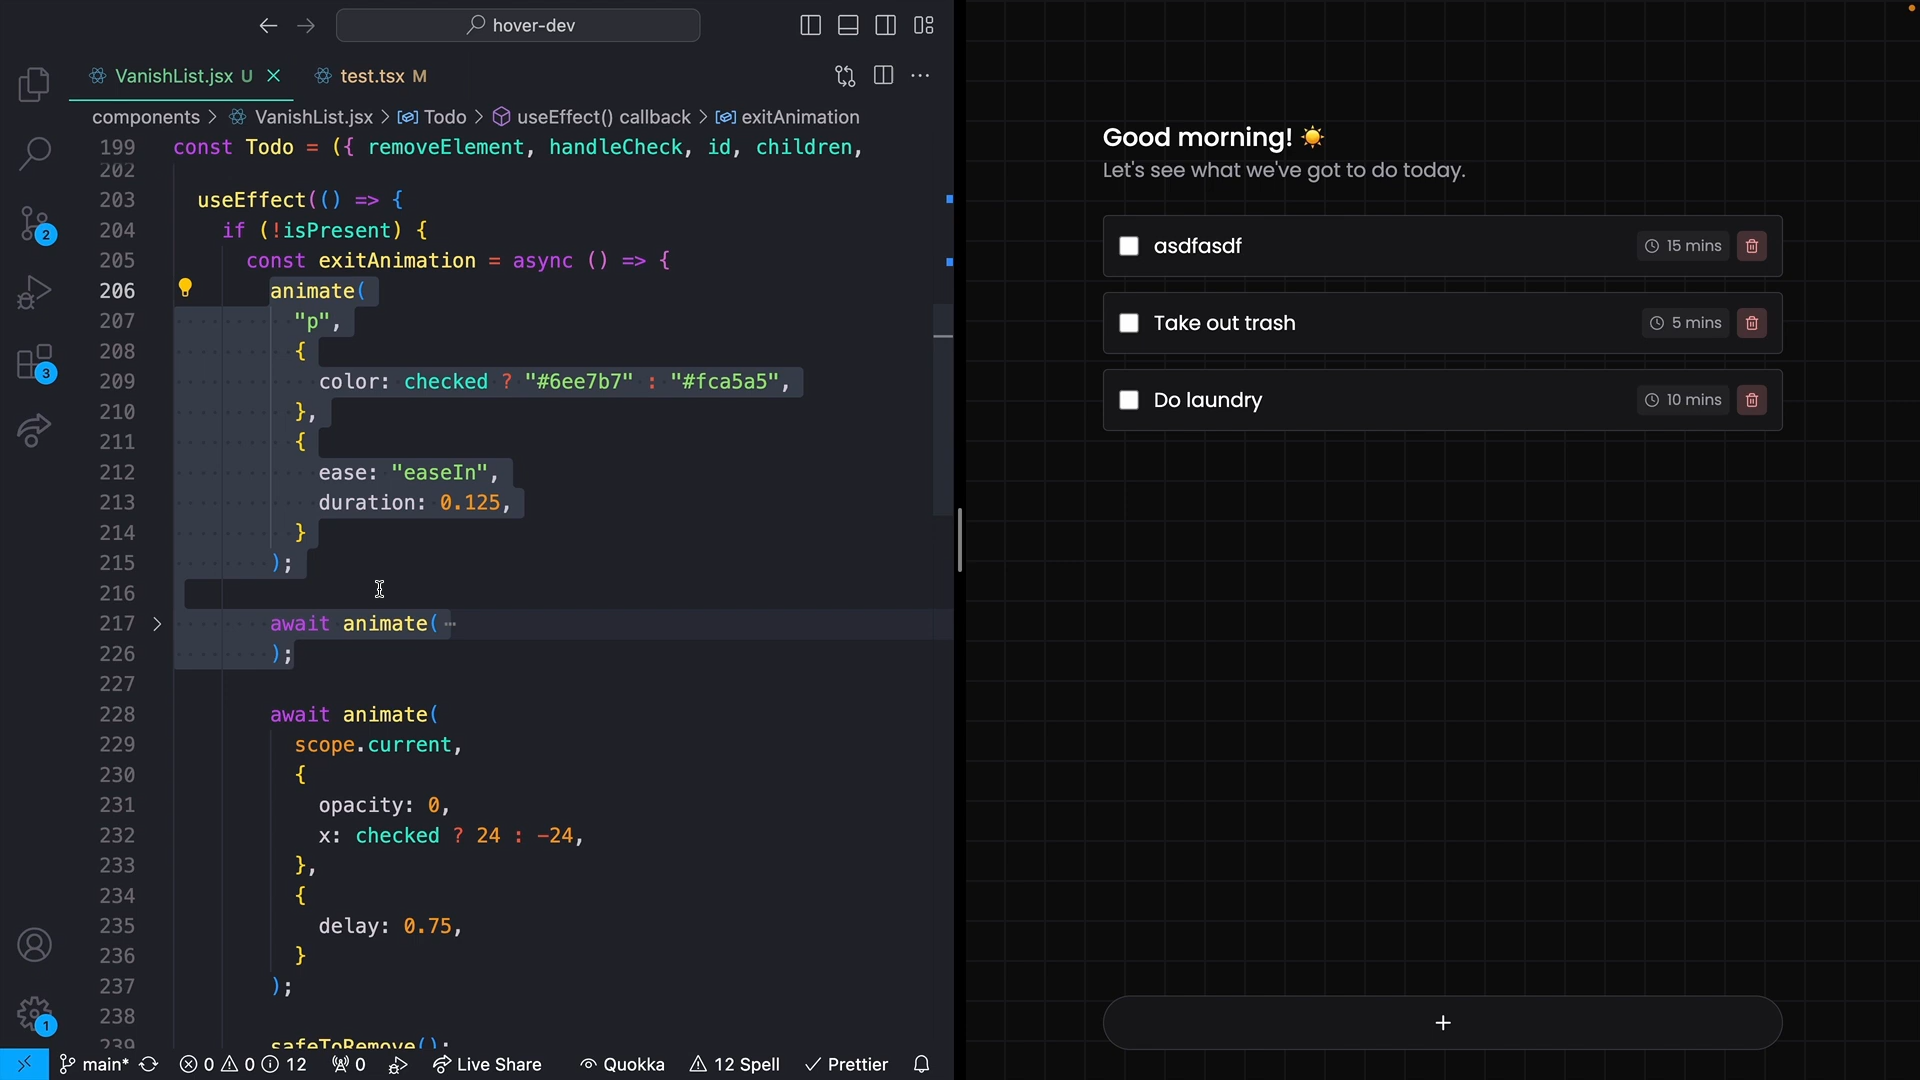 hover-dev
VanishList.jsx U
test.tsx M
components > VanishList.jsx > Todo > useEffect() callback > exitAnimation
199 const Todo = ({ removeElement, handleCheck, id, children,
202
203 useEffect(() => {
204 if (!isPresent) {
205 const exitAnimation = async () => {
206 animate(
207 "p",
208 {
209 color: checked ? "#6ee7b7" : "#fca5a5",
210 },
211 {
212 ease: "easeIn",
213 duration: 0.125,
214 }
215 );
216
217 await animate( ⋯
226 );
227
228 await animate(
229 scope.current,
230 {
231 opacity: 0,
232 x: checked ? 24 : -24,
233 },
234 {
235 delay: 0.75,
236 }
237 );
238
239 safeToRemove();
2
3
1
main* 0 0 12 0 Live Share Quokka 12 Spell Prettier
Good morning! ☀️
Let's see what we've got to do today.
asdfasdf 15 mins
Take out trash 5 mins
Do laundry 10 mins
+